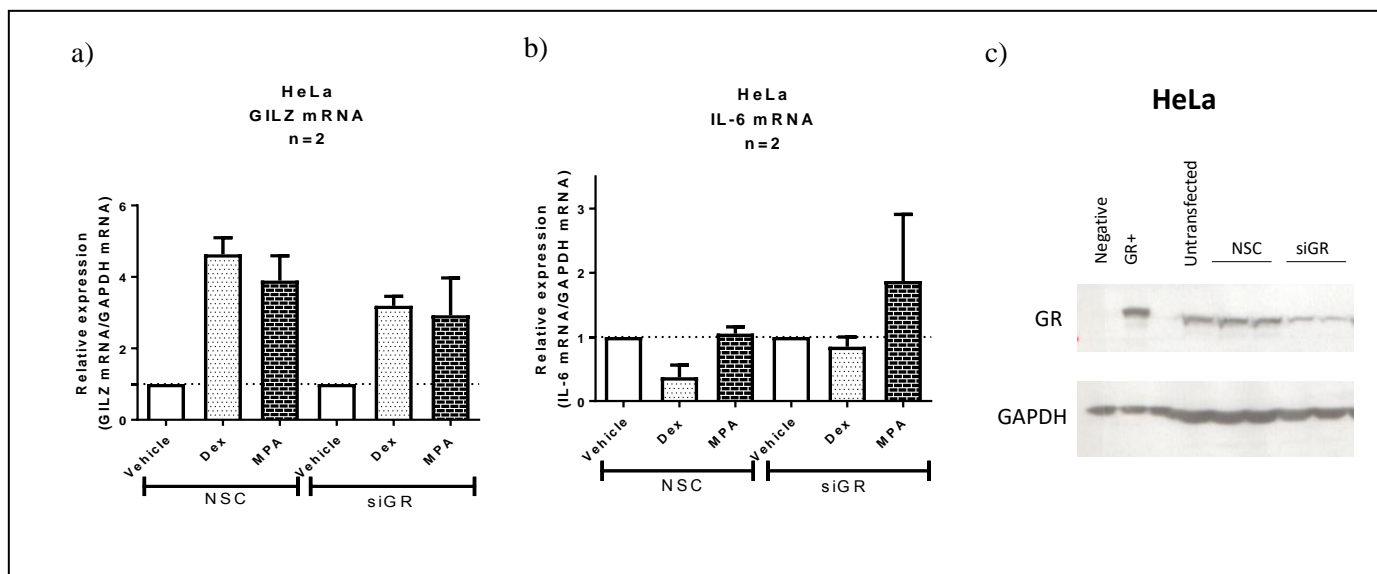 a)
HeLa
GILZ mRNA
n=2
Relative expression
(GILZ mRNA/GAPDH mRNA)
6
4
2
1
0
Vehicle
Dex
MPA
Vehicle
Dex
MPA
NSC
siGR
b)
HeLa
IL-6 mRNA
n=2
Relative expression
(IL-6 mRNA/GAPDH mRNA)
3
2
1
0
Vehicle
Dex
MPA
Vehicle
Dex
MPA
NSC
siGR
c)
HeLa
Negative
GR+
Untransfected
NSC
siGR
GR
GAPDH